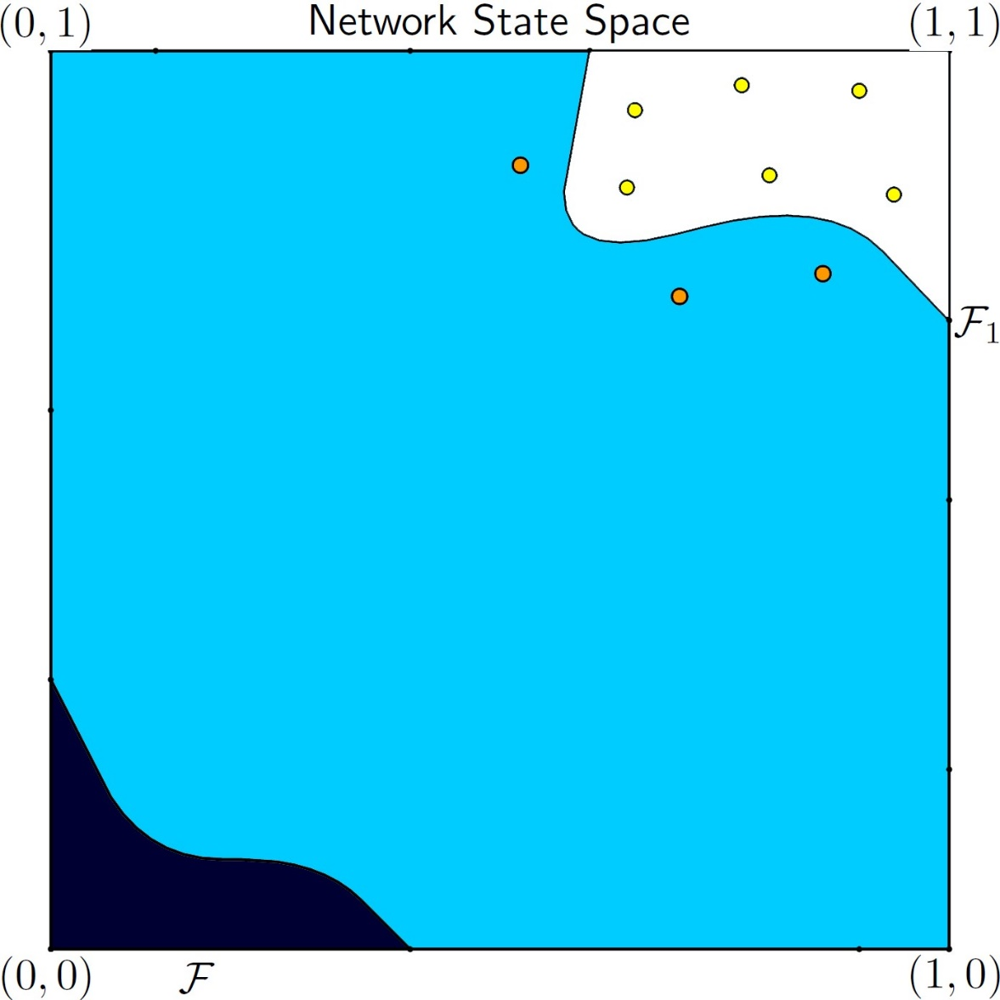 (0, 1) Network State Space (1, 1)
ℱ₁
(0, 0) ℱ (1, 0)